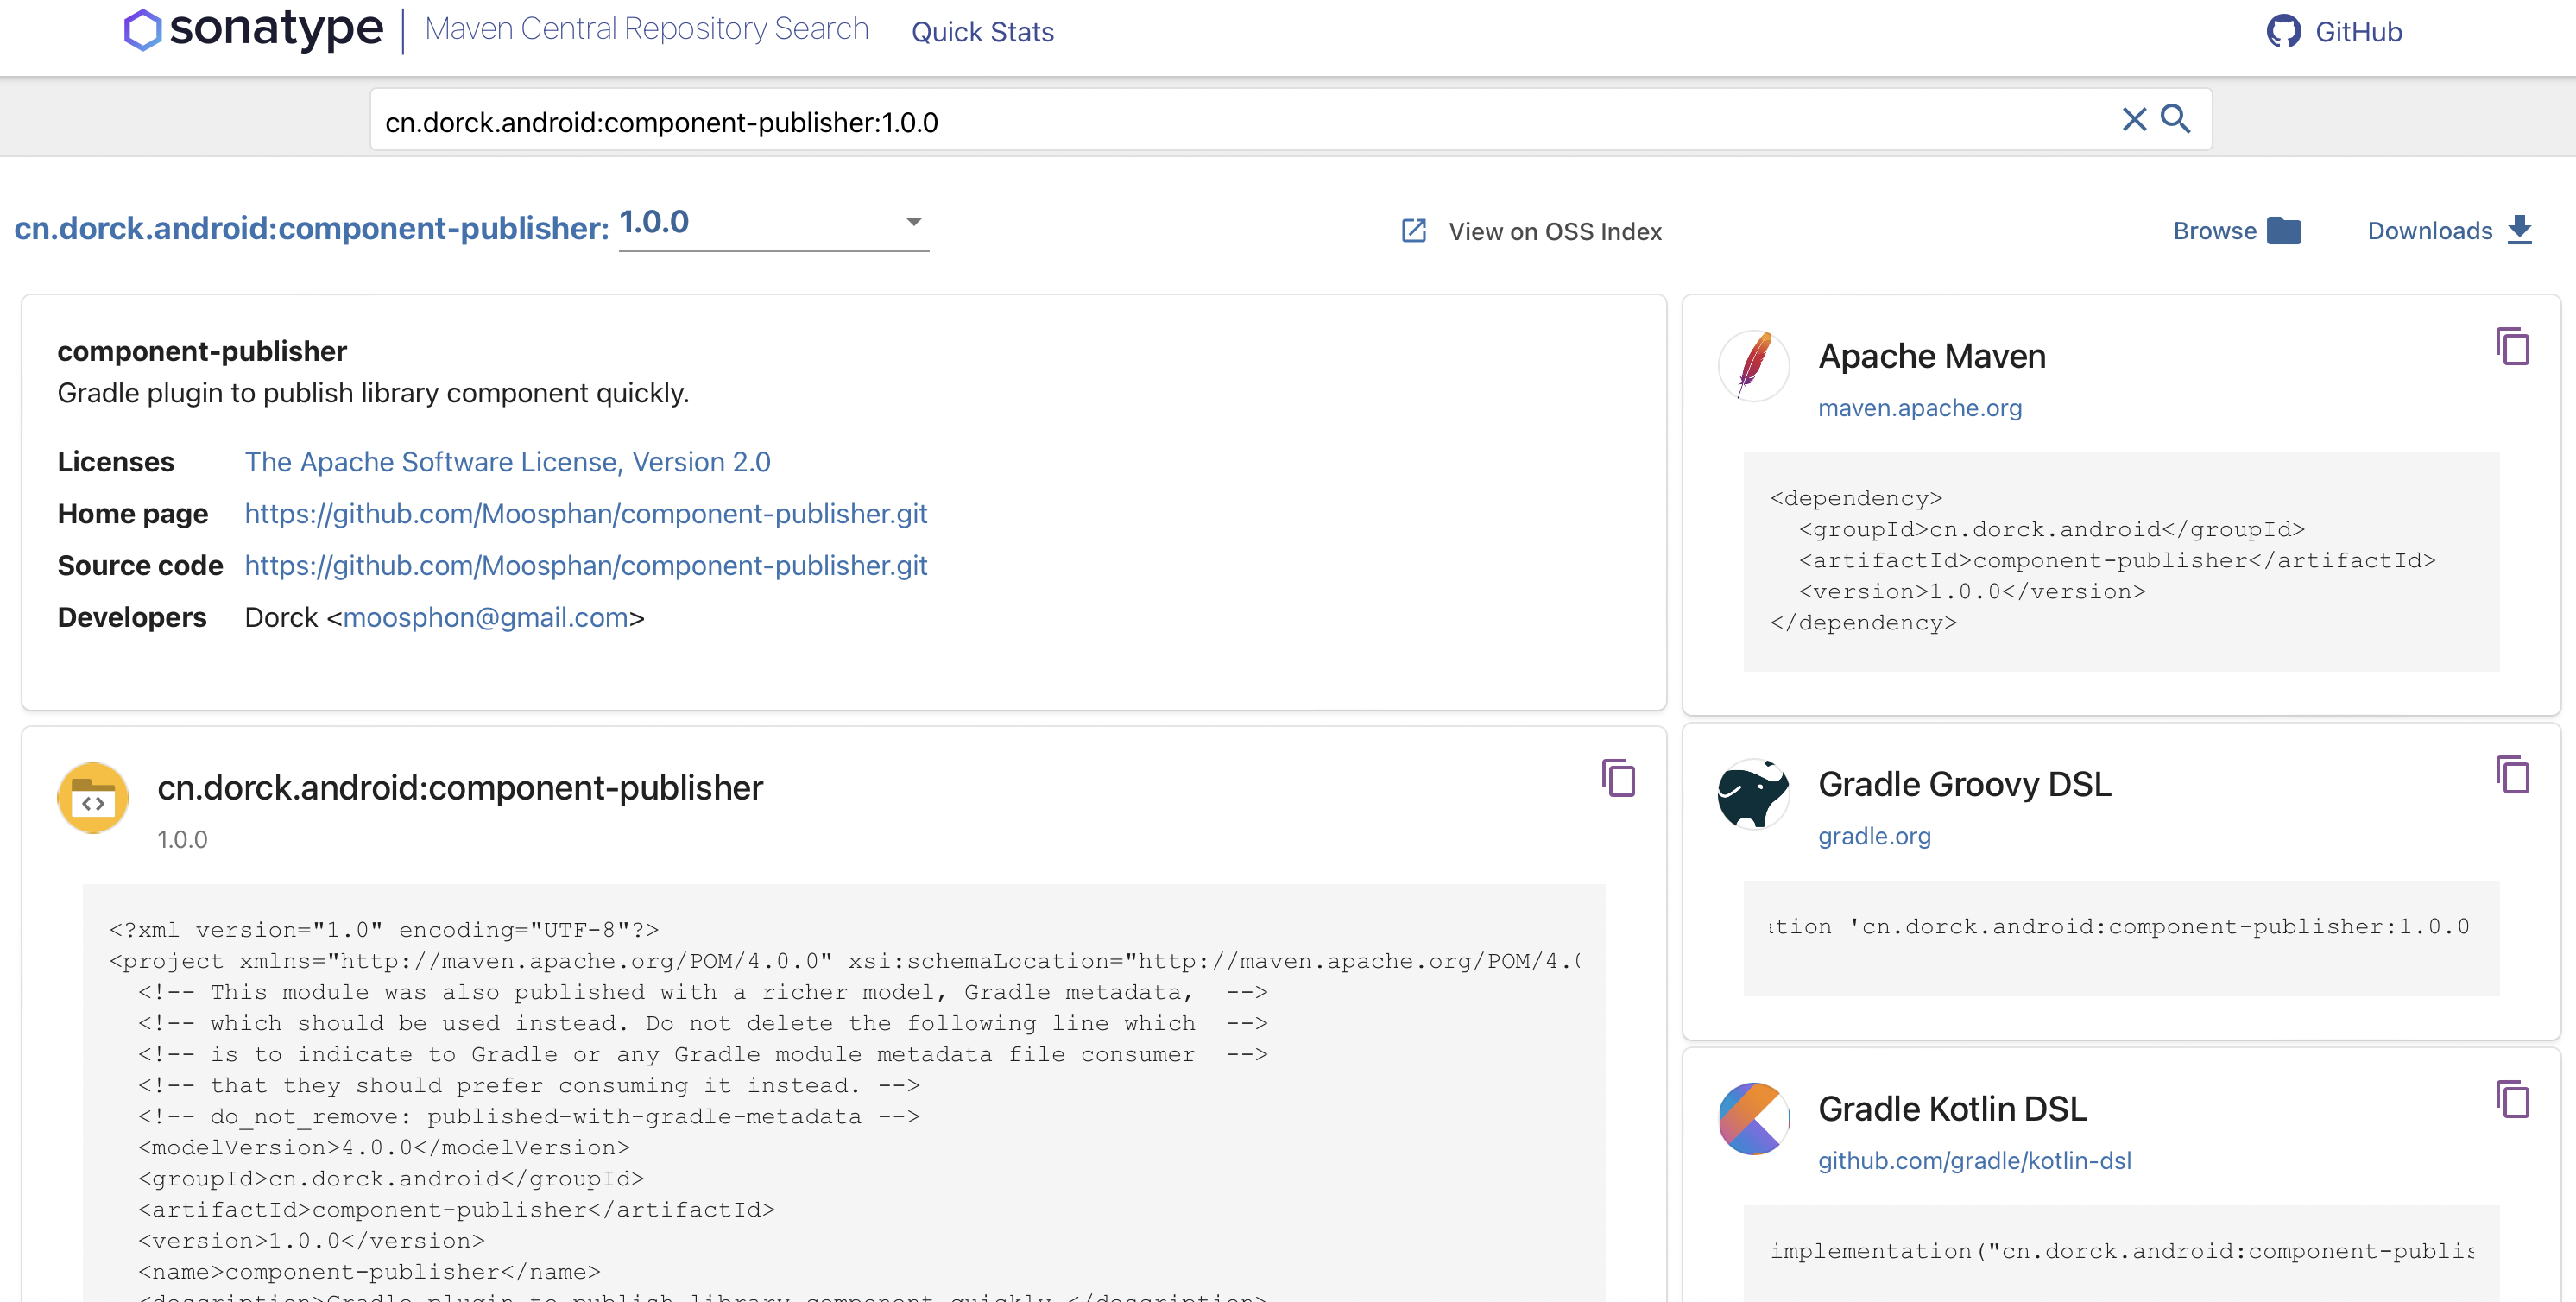 sonatype | Maven Central Repository Search Quick Stats GitHub
cn.dorck.android:component-publisher:1.0.0
cn.dorck.android:component-publisher: 1.0.0
View on OSS Index
Browse
Downloads
component-publisher
Gradle plugin to publish library component quickly.
Licenses The Apache Software License, Version 2.0
Home page https://github.com/Moosphan/component-publisher.git
Source code https://github.com/Moosphan/component-publisher.git
Developers Dorck <moosphon@gmail.com>
cn.dorck.android:component-publisher
1.0.0
<?xml version="1.0" encoding="UTF-8"?>
<project xmlns="http://maven.apache.org/POM/4.0.0" xsi:schemaLocation="http://maven.apache.org/POM/4.0
  <!-- This module was also published with a richer model, Gradle metadata,  -->
  <!-- which should be used instead. Do not delete the following line which  -->
  <!-- is to indicate to Gradle or any Gradle module metadata file consumer  -->
  <!-- that they should prefer consuming it instead. -->
  <!-- do_not_remove: published-with-gradle-metadata -->
  <modelVersion>4.0.0</modelVersion>
  <groupId>cn.dorck.android</groupId>
  <artifactId>component-publisher</artifactId>
  <version>1.0.0</version>
  <name>component-publisher</name>
  <description>Gradle plugin to publish library component quickly.</description>
Apache Maven
maven.apache.org
<dependency>
  <groupId>cn.dorck.android</groupId>
  <artifactId>component-publisher</artifactId>
  <version>1.0.0</version>
</dependency>
Gradle Groovy DSL
gradle.org
ation 'cn.dorck.android:component-publisher:1.0.0
Gradle Kotlin DSL
github.com/gradle/kotlin-dsl
implementation("cn.dorck.android:component-publis